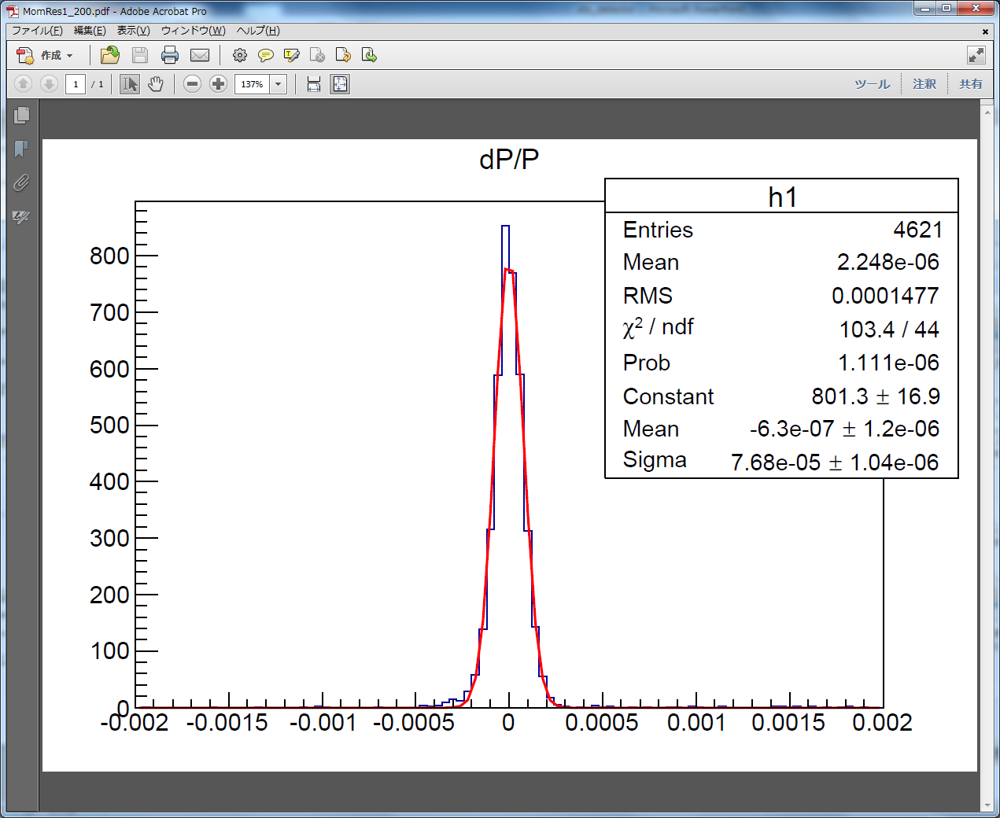 MomRes1_200.pdf - Adobe Acrobat Pro
ファイル(F) 編集(E) 表示(V) ウィンドウ(W) ヘルプ(H)
作成
1 / 1 137% ツール 注釈 共有
dP/P
h1
Entries 4621
Mean 2.248e-06
RMS 0.0001477
χ² / ndf 103.4 / 44
Prob 1.111e-06
Constant 801.3 ± 16.9
Mean -6.3e-07 ± 1.2e-06
Sigma 7.68e-05 ± 1.04e-06
800
700
600
500
400
300
200
100
0
-0.002 -0.0015 -0.001 -0.0005 0 0.0005 0.001 0.0015 0.002